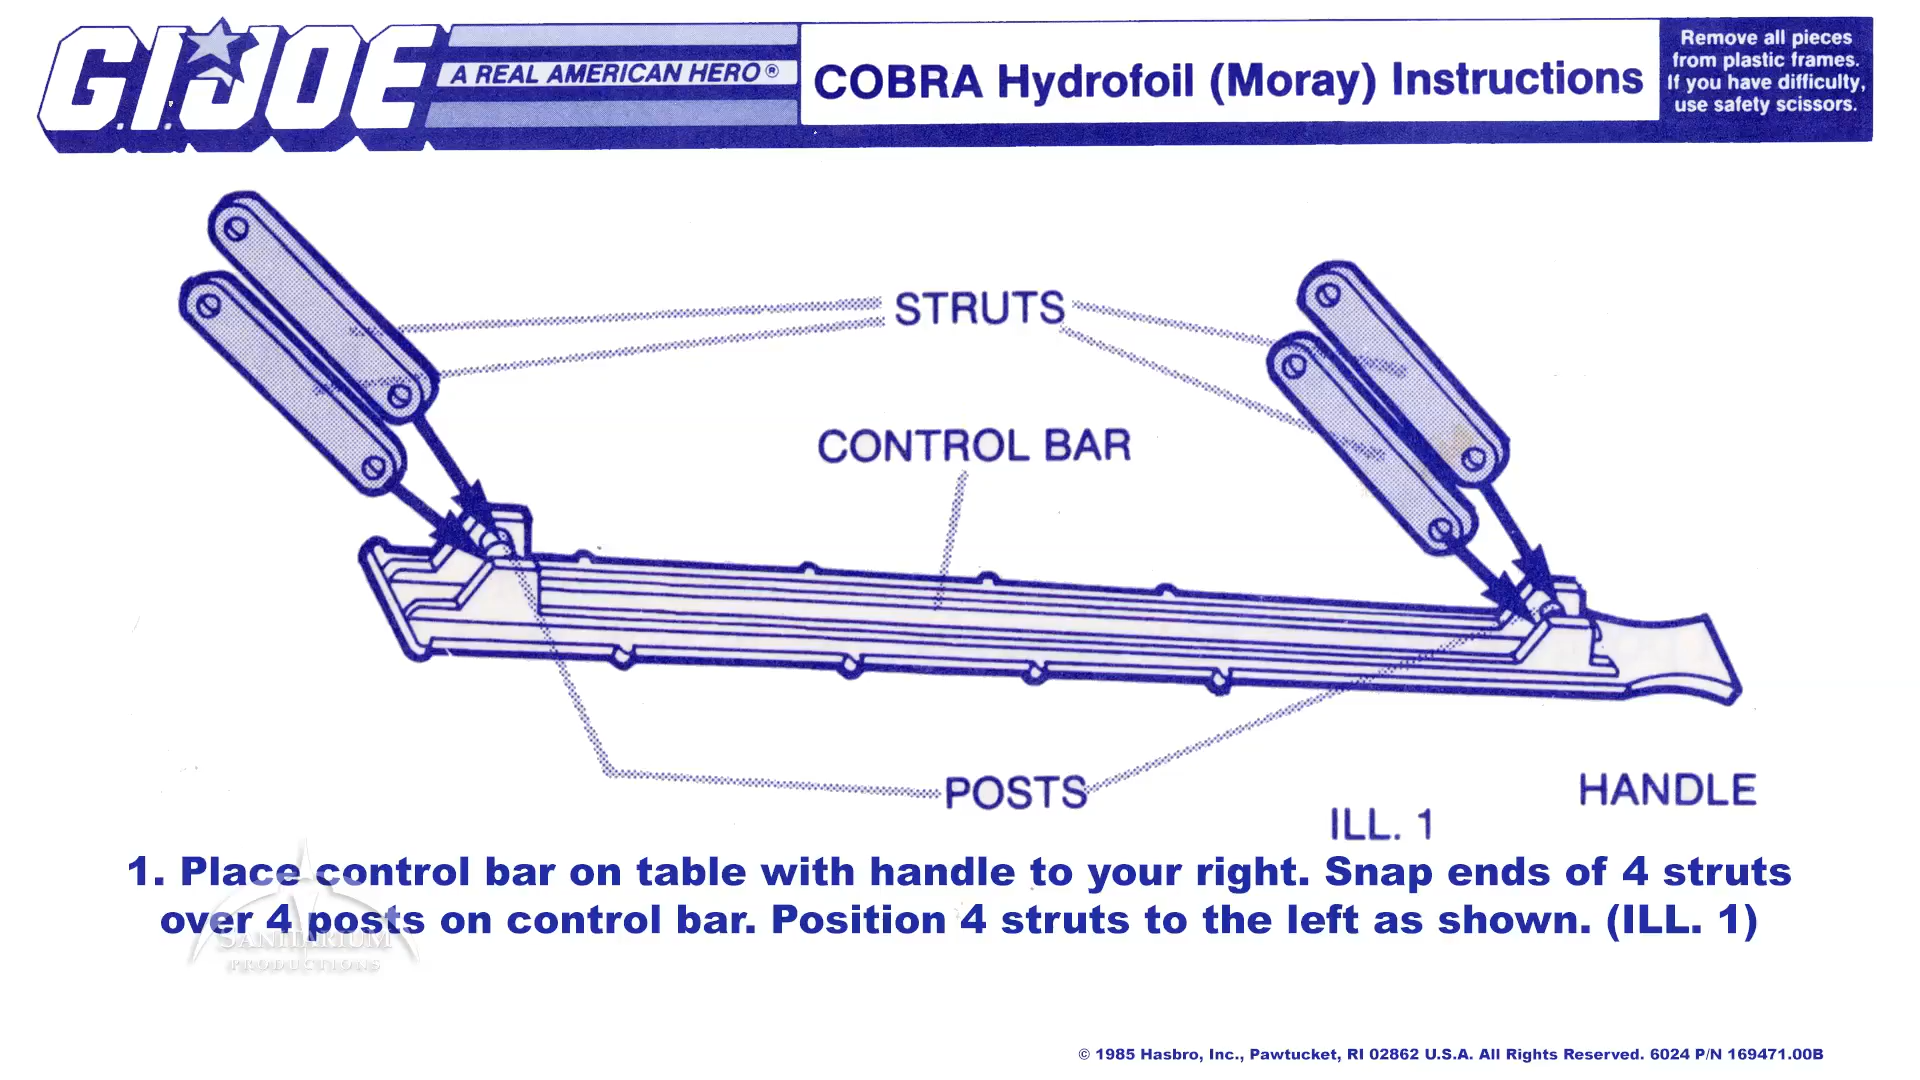 G.I. JOE
A REAL AMERICAN HERO®
COBRA Hydrofoil (Moray) Instructions
Remove all pieces
from plastic frames.
If you have difficulty,
use safety scissors.
STRUTS
CONTROL BAR
POSTS
HANDLE
ILL. 1
1. Place control bar on table with handle to your right. Snap ends of 4 struts
over 4 posts on control bar. Position 4 struts to the left as shown. (ILL. 1)
SANITARIUM
PRODUCTIONS
© 1985 Hasbro, Inc., Pawtucket, RI 02862 U.S.A. All Rights Reserved. 6024 P/N 169471.00B